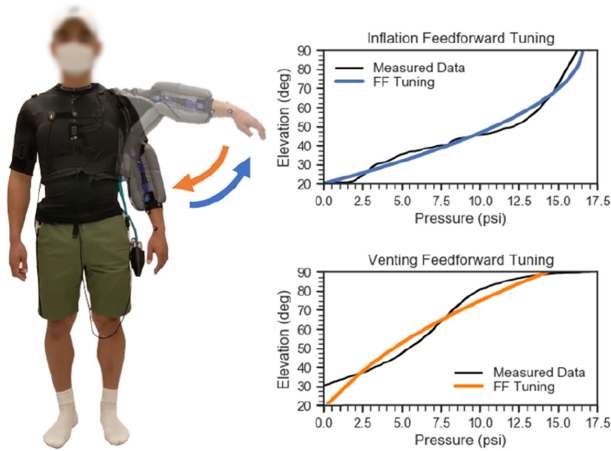 Inflation Feedforward Tuning
Elevation (deg)
90
80
70
60
50
40
30
20
Measured Data
FF Tuning
0.0 2.5 5.0 7.5 10.0 12.5 15.0 17.5
Pressure (psi)
Venting Feedforward Tuning
Elevation (deg)
90
80
70
60
50
40
30
20
Measured Data
FF Tuning
0.0 2.5 5.0 7.5 10.0 12.5 15.0 17.5
Pressure (psi)